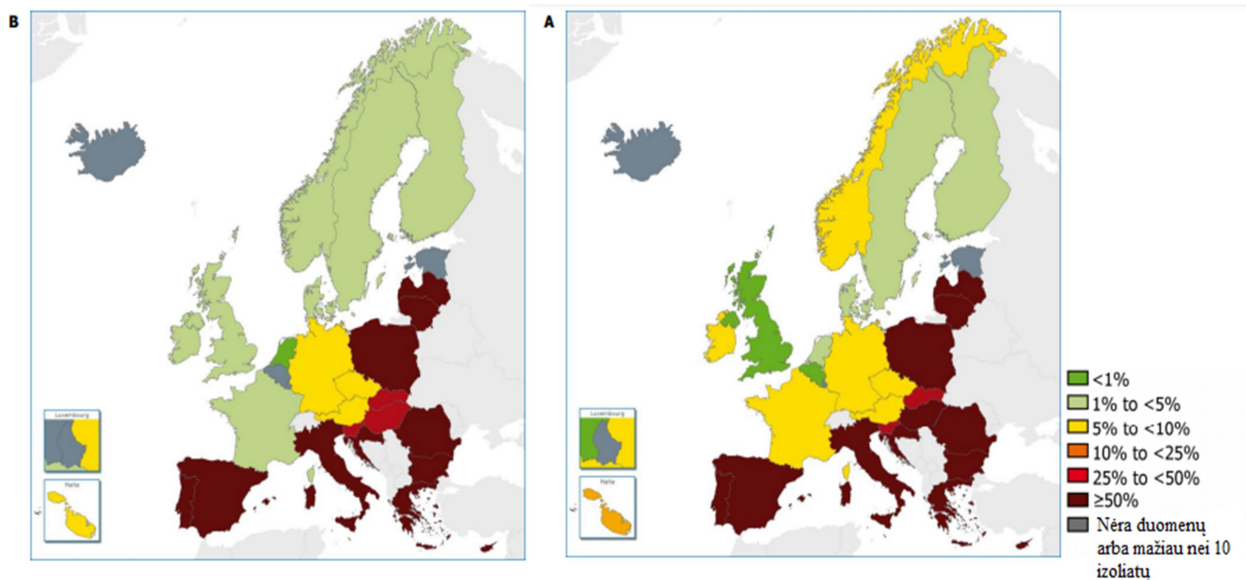 B
A
Luxembourg
Malta
Luxembourg
Malta
<1%
1% to <5%
5% to <10%
10% to <25%
25% to <50%
≥50%
Nėra duomenų
arba mažiau nei 10
izoliatų